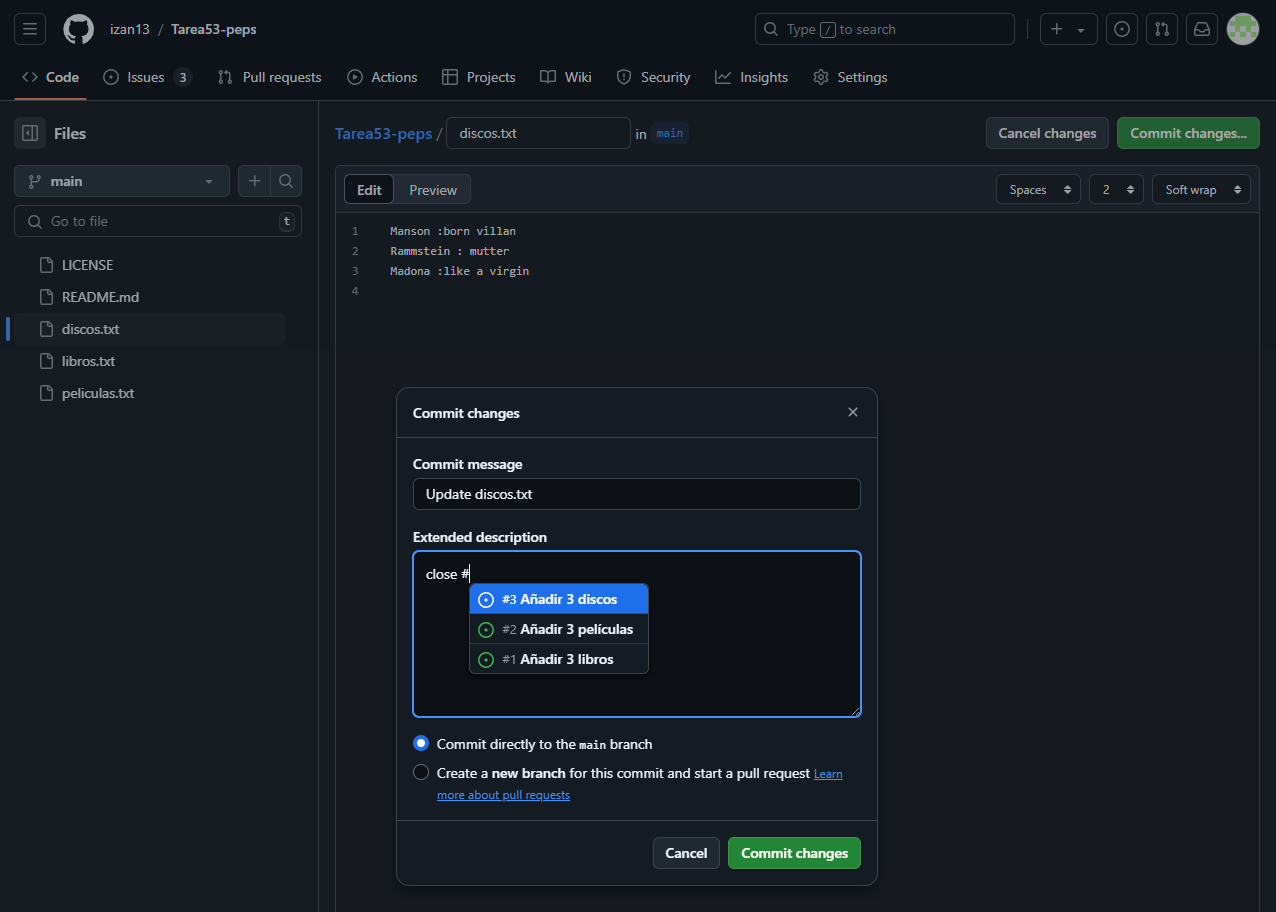 izan13 / Tarea53-peps
Type / to search
Code Issues 3 Pull requests Actions Projects Wiki Security Insights Settings
Files
main
Go to file t
LICENSE
README.md
discos.txt
libros.txt
peliculas.txt
Tarea53-peps / discos.txt in main
Cancel changes Commit changes...
Edit Preview
Spaces 2 Soft wrap
1 Manson :born villan
2 Rammstein : mutter
3 Madona :like a virgin
4
Commit changes
Commit message
Update discos.txt
Extended description
close #
#3 Añadir 3 discos
#2 Añadir 3 películas
#1 Añadir 3 libros
Commit directly to the main branch
Create a new branch for this commit and start a pull request Learn
more about pull requests
Cancel Commit changes